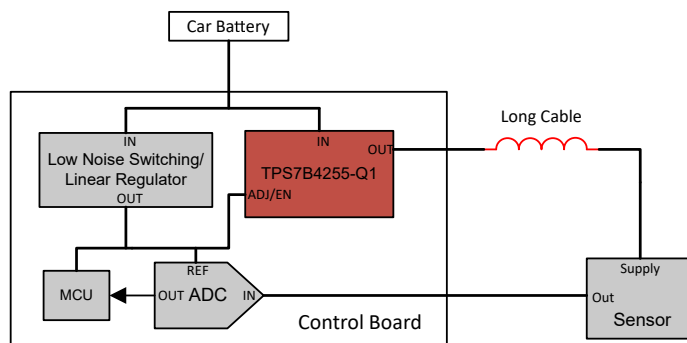 Car Battery
IN
Low Noise Switching/
Linear Regulator
OUT
IN
OUT
TPS7B4255-Q1
ADJ/EN
Long Cable
MCU
REF
OUT
ADC
IN
Control Board
Supply
Out
Sensor